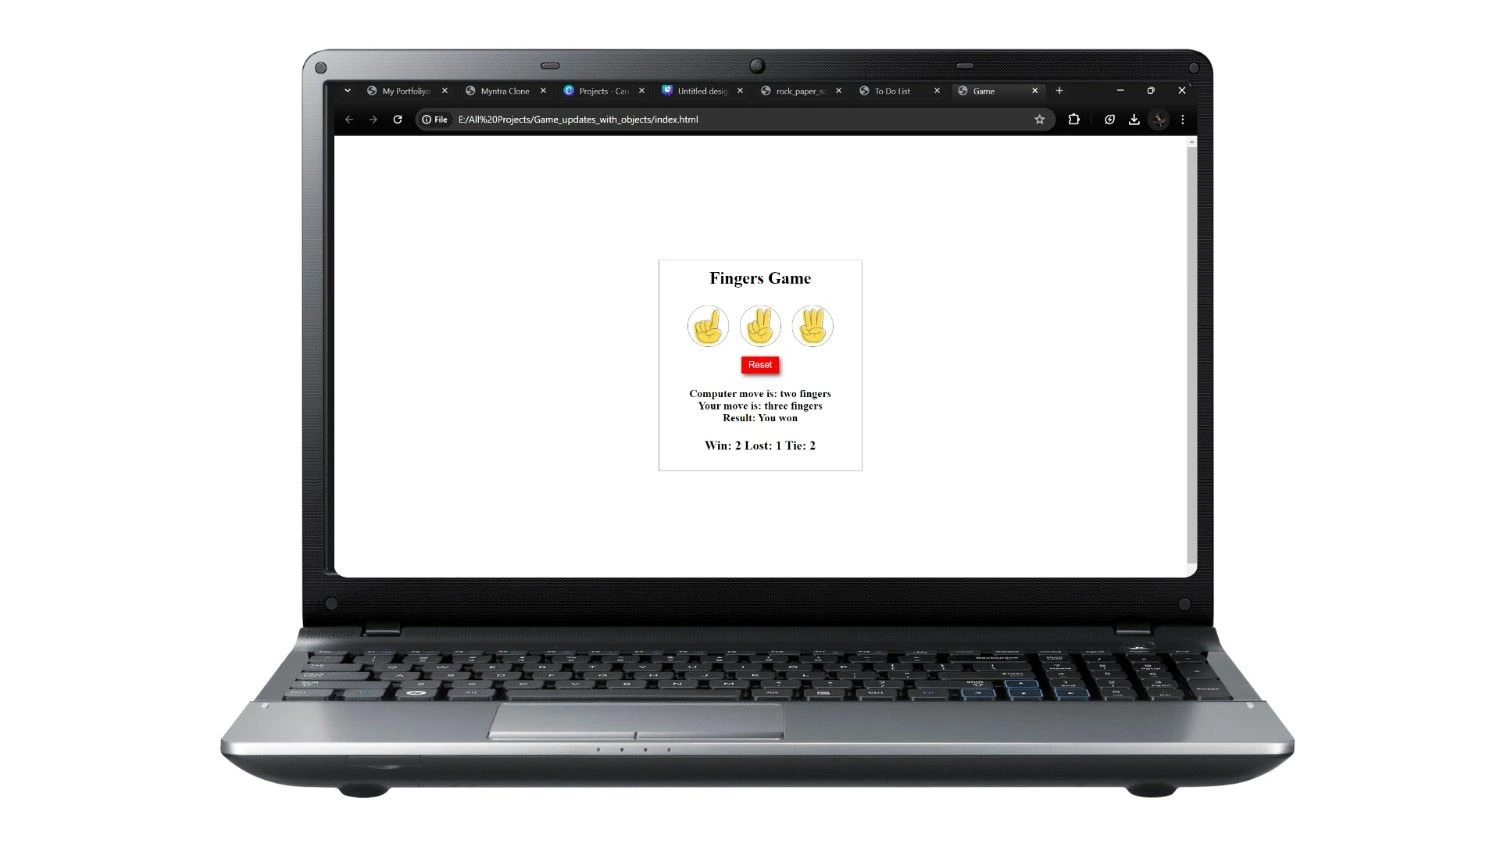 My Portfoliyo
Myntra Clone
Projects - Can
Untitled desig
rock_paper_sc
To Do List
Game
File
E:/All%20Projects/Game_updates_with_objects/index.html
Fingers Game
Reset
Computer move is: two fingers
Your move is: three fingers
Result: You won
Win: 2 Lost: 1 Tie: 2